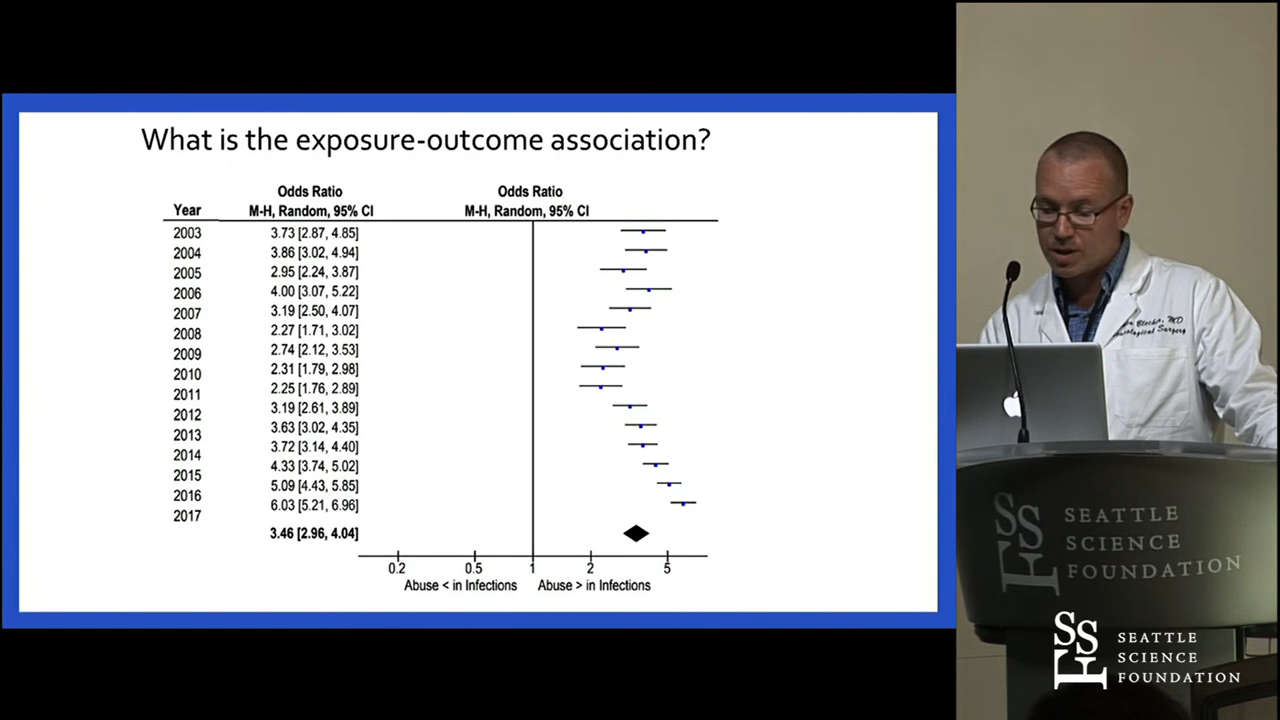 What is the exposure-outcome association?
Odds Ratio
Odds Ratio
Year
M-H, Random, 95% CI
M-H, Random, 95% CI
2003
3.73 [2.87, 4.85]
2004
3.86 [3.02, 4.94]
2005
2.95 [2.24, 3.87]
2006
4.00 [3.07, 5.22]
2007
3.19 [2.50, 4.07]
2008
2.27 [1.71, 3.02]
2009
2.74 [2.12, 3.53]
2010
2.31 [1.79, 2.98]
2011
2.25 [1.76, 2.89]
2012
3.19 [2.61, 3.89]
2013
3.63 [3.02, 4.35]
2014
3.72 [3.14, 4.40]
2015
4.33 [3.74, 5.02]
2016
5.09 [4.43, 5.85]
2017
6.03 [5.21, 6.96]
3.46 [2.96, 4.04]
0.2 0.5 1 2 5
Abuse < in Infections
Abuse > in Infections
MD
Surgery
SSF
SEATTLE
SCIENCE
FOUNDATION
SSF
SEATTLE
SCIENCE
FOUNDATION